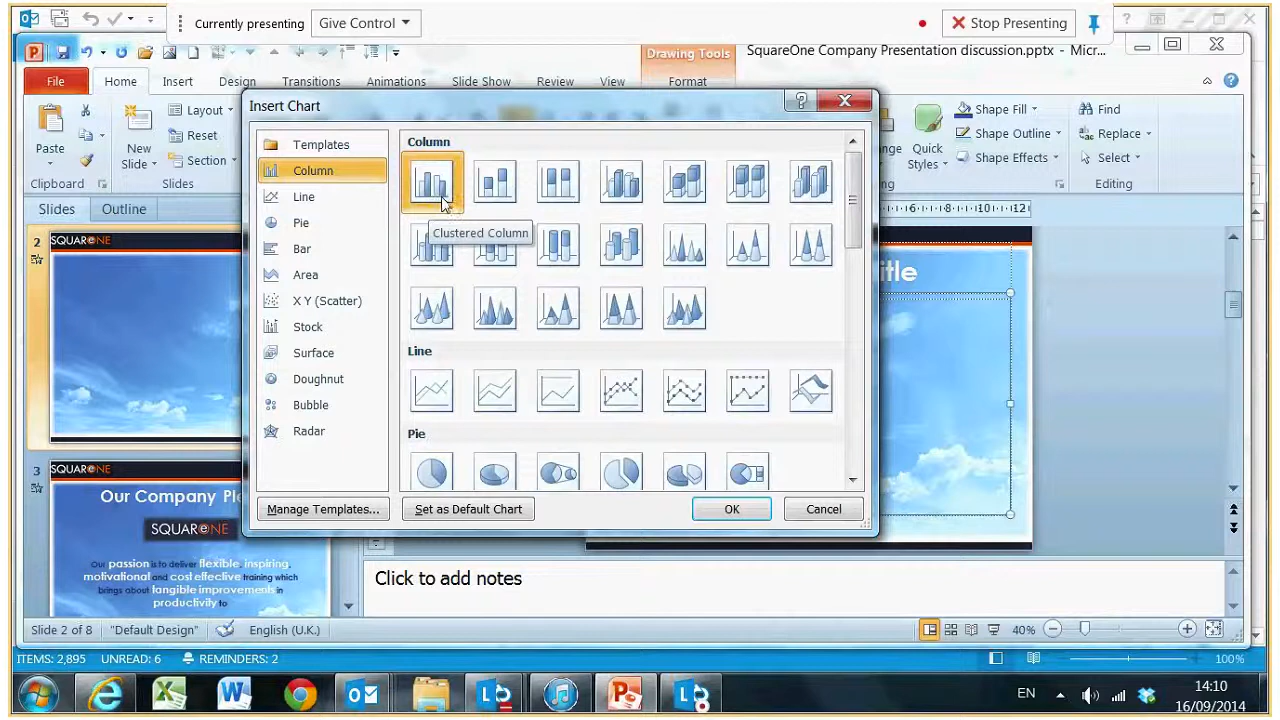 Currently presenting
Give Control
Stop Presenting
SquareOne Company Presentation discussion.pptx - Micr...
Drawing Tools
File
Home
Insert
Design
Transitions
Animations
Slide Show
Review
View
Format
Paste
Clipboard
New
Slide
Layout
Reset
Section
Slides
Quick
Styles
Shape Fill
Shape Outline
Shape Effects
Find
Replace
Select
Editing
Insert Chart
Templates
Column
Line
Pie
Bar
Area
X Y (Scatter)
Stock
Surface
Doughnut
Bubble
Radar
Column
Clustered Column
Line
Pie
Manage Templates...
Set as Default Chart
OK
Cancel
Slides
Outline
2
SQUARONE
3
SQUARONE
Our Company
SQUARONE
Our passion is to deliver flexible, inspiring,
motivational and cost effective training which
brings about tangible improvements in
productivity to
6 8 10 12
Click to add notes
Slide 2 of 8
"Default Design"
English (U.K.)
40%
ITEMS: 2,895
UNREAD: 6
REMINDERS: 2
100%
EN
14:10
16/09/2014